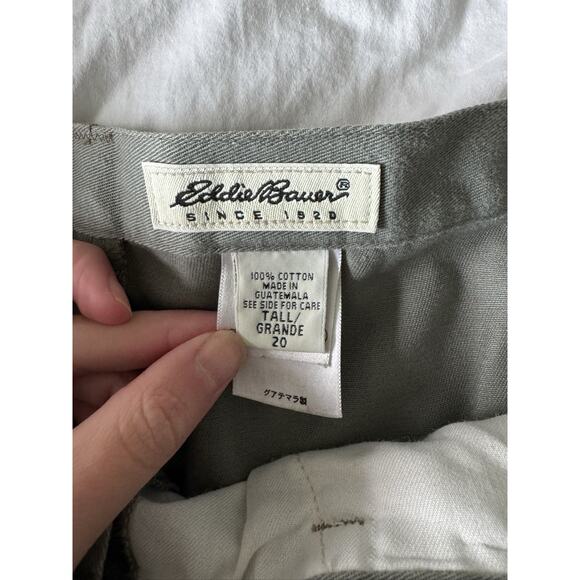 Eddie Bauer®
SINCE 1920
100% COTTON
MADE IN
GUATEMALA
SEE SIDE FOR CARE
TALL/
GRANDE
20
グアテマラ製